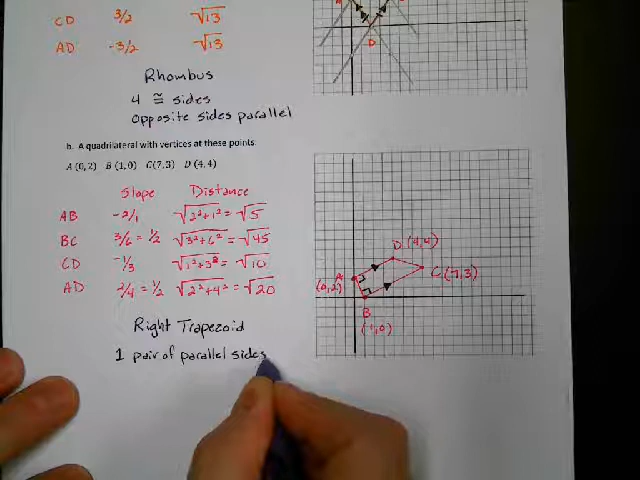 CD 3/2 √13
AD -3/2 √13
D
Rhombus
4 ≅ sides
Opposite sides parallel
b. A quadrilateral with vertices at these points:
A (0, 2) B (1, 0) C (7, 3) D (4, 4)
Slope Distance
AB -2/1 √2²+1² = √5
BC 3/6 = 1/2 √3²+6² = √45
CD -1/3 √1²+3² = √10
AD 2/4 = 1/2 √2²+4² = √20
D (4,4)
A
C (7,3)
(0,2)
B
(1,0)
Right Trapezoid
1 pair of parallel sides